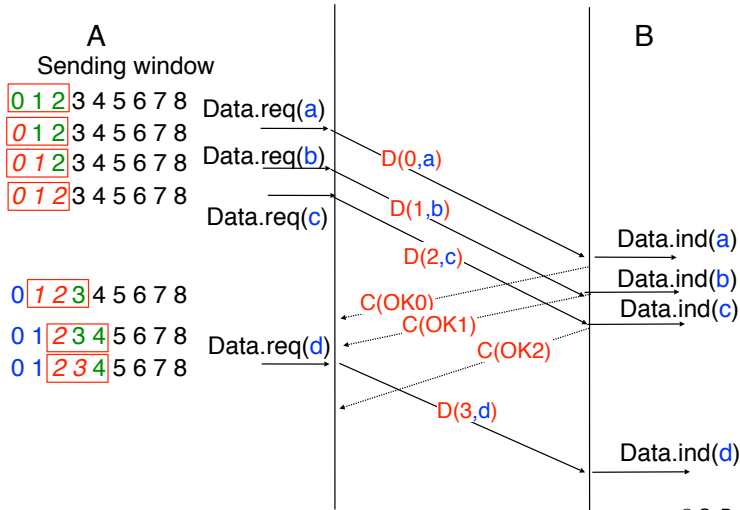 A
B
Sending window
0 1 2 3 4 5 6 7 8
Data.req(a)
0 1 2 3 4 5 6 7 8
0 1 2 3 4 5 6 7 8
Data.req(b)
D(0,a)
0 1 2 3 4 5 6 7 8
Data.req(c)
D(1,b)
D(2,c)
Data.ind(a)
Data.ind(b)
Data.ind(c)
0 1 2 3 4 5 6 7 8
C(OK0)
C(OK1)
C(OK2)
0 1 2 3 4 5 6 7 8
Data.req(d)
0 1 2 3 4 5 6 7 8
D(3,d)
Data.ind(d)